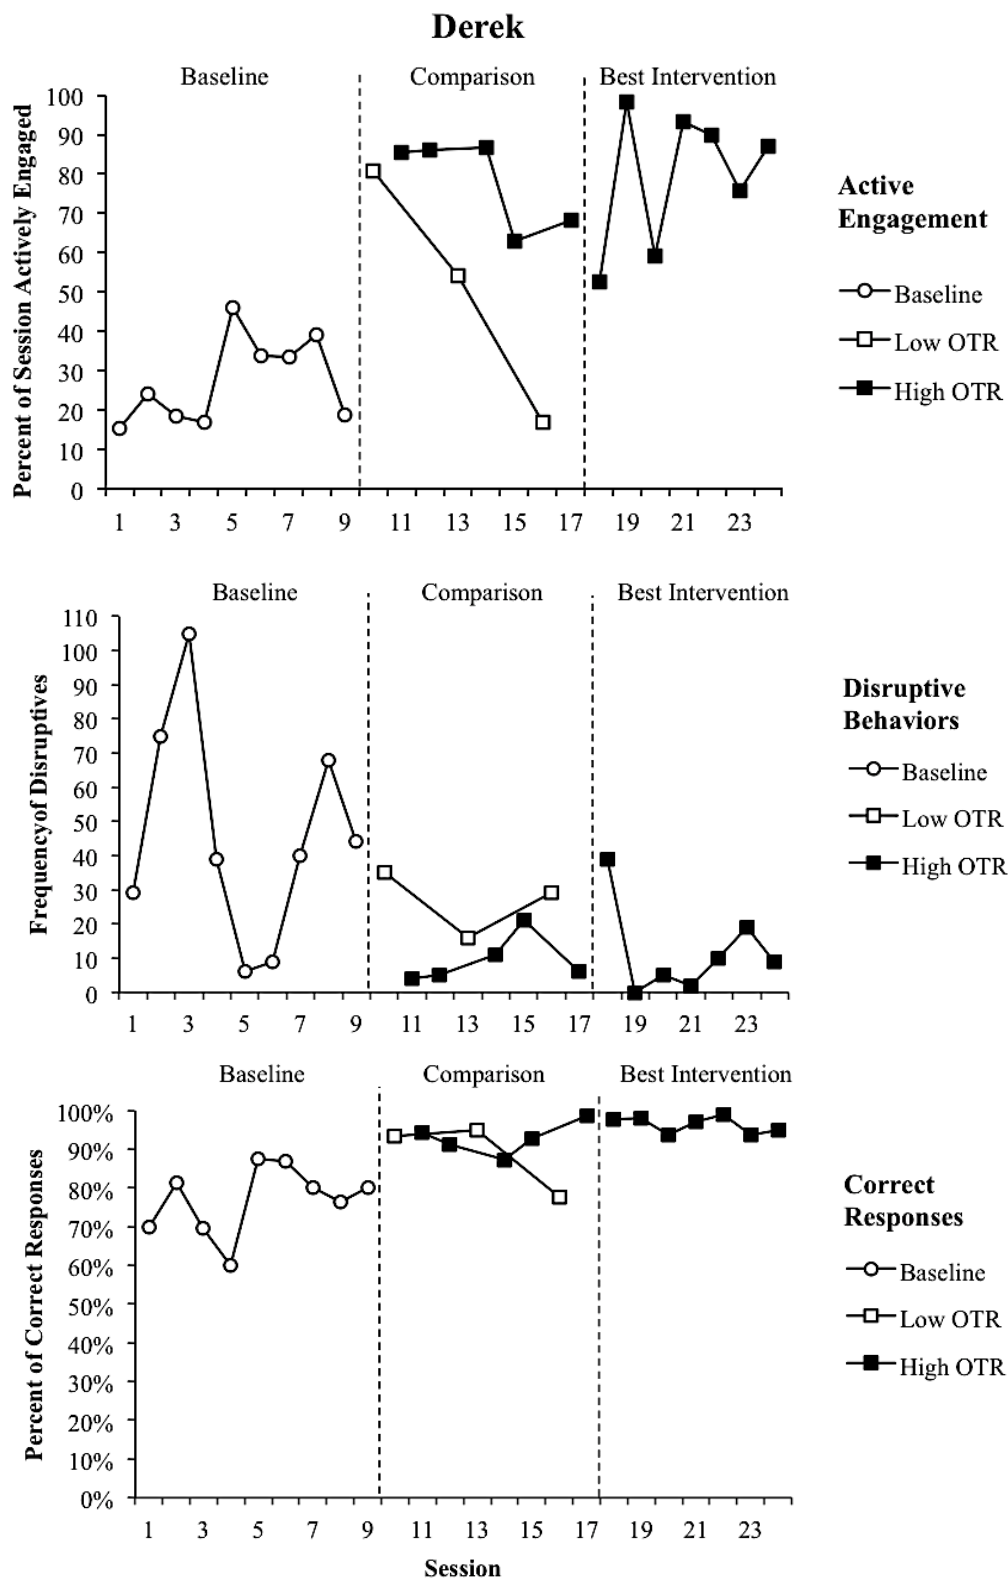 Derek
Baseline Comparison Best Intervention
Percent of Session Actively Engaged
100
90
80
70
60
50
40
30
20
10
0
1 3 5 7 9 11 13 15 17 19 21 23
Active
Engagement
Baseline
Low OTR
High OTR
Baseline Comparison Best Intervention
Frequencyof Disruptives
110
100
90
80
70
60
50
40
30
20
10
0
1 3 5 7 9 11 13 15 17 19 21 23
Disruptive
Behaviors
Baseline
Low OTR
High OTR
Baseline Comparison Best Intervention
Percent of Correct Responses
100%
90%
80%
70%
60%
50%
40%
30%
20%
10%
0%
1 3 5 7 9 11 13 15 17 19 21 23
Session
Correct
Responses
Baseline
Low OTR
High OTR